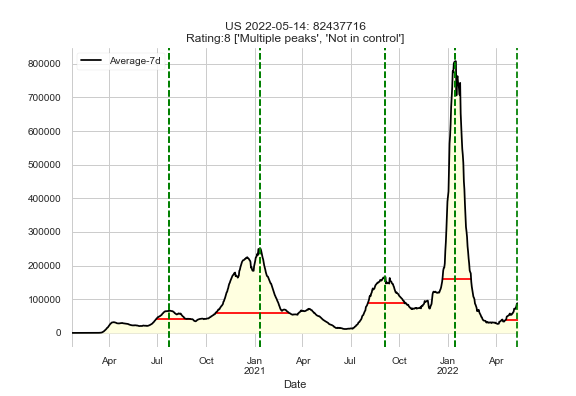 US 2022-05-14: 82437716
Rating:8 ['Multiple peaks', 'Not in control']
Average-7d
800000
700000
600000
500000
400000
300000
200000
100000
0
Apr Jul Oct Jan Apr Jul Oct Jan Apr
2021 2022
Date